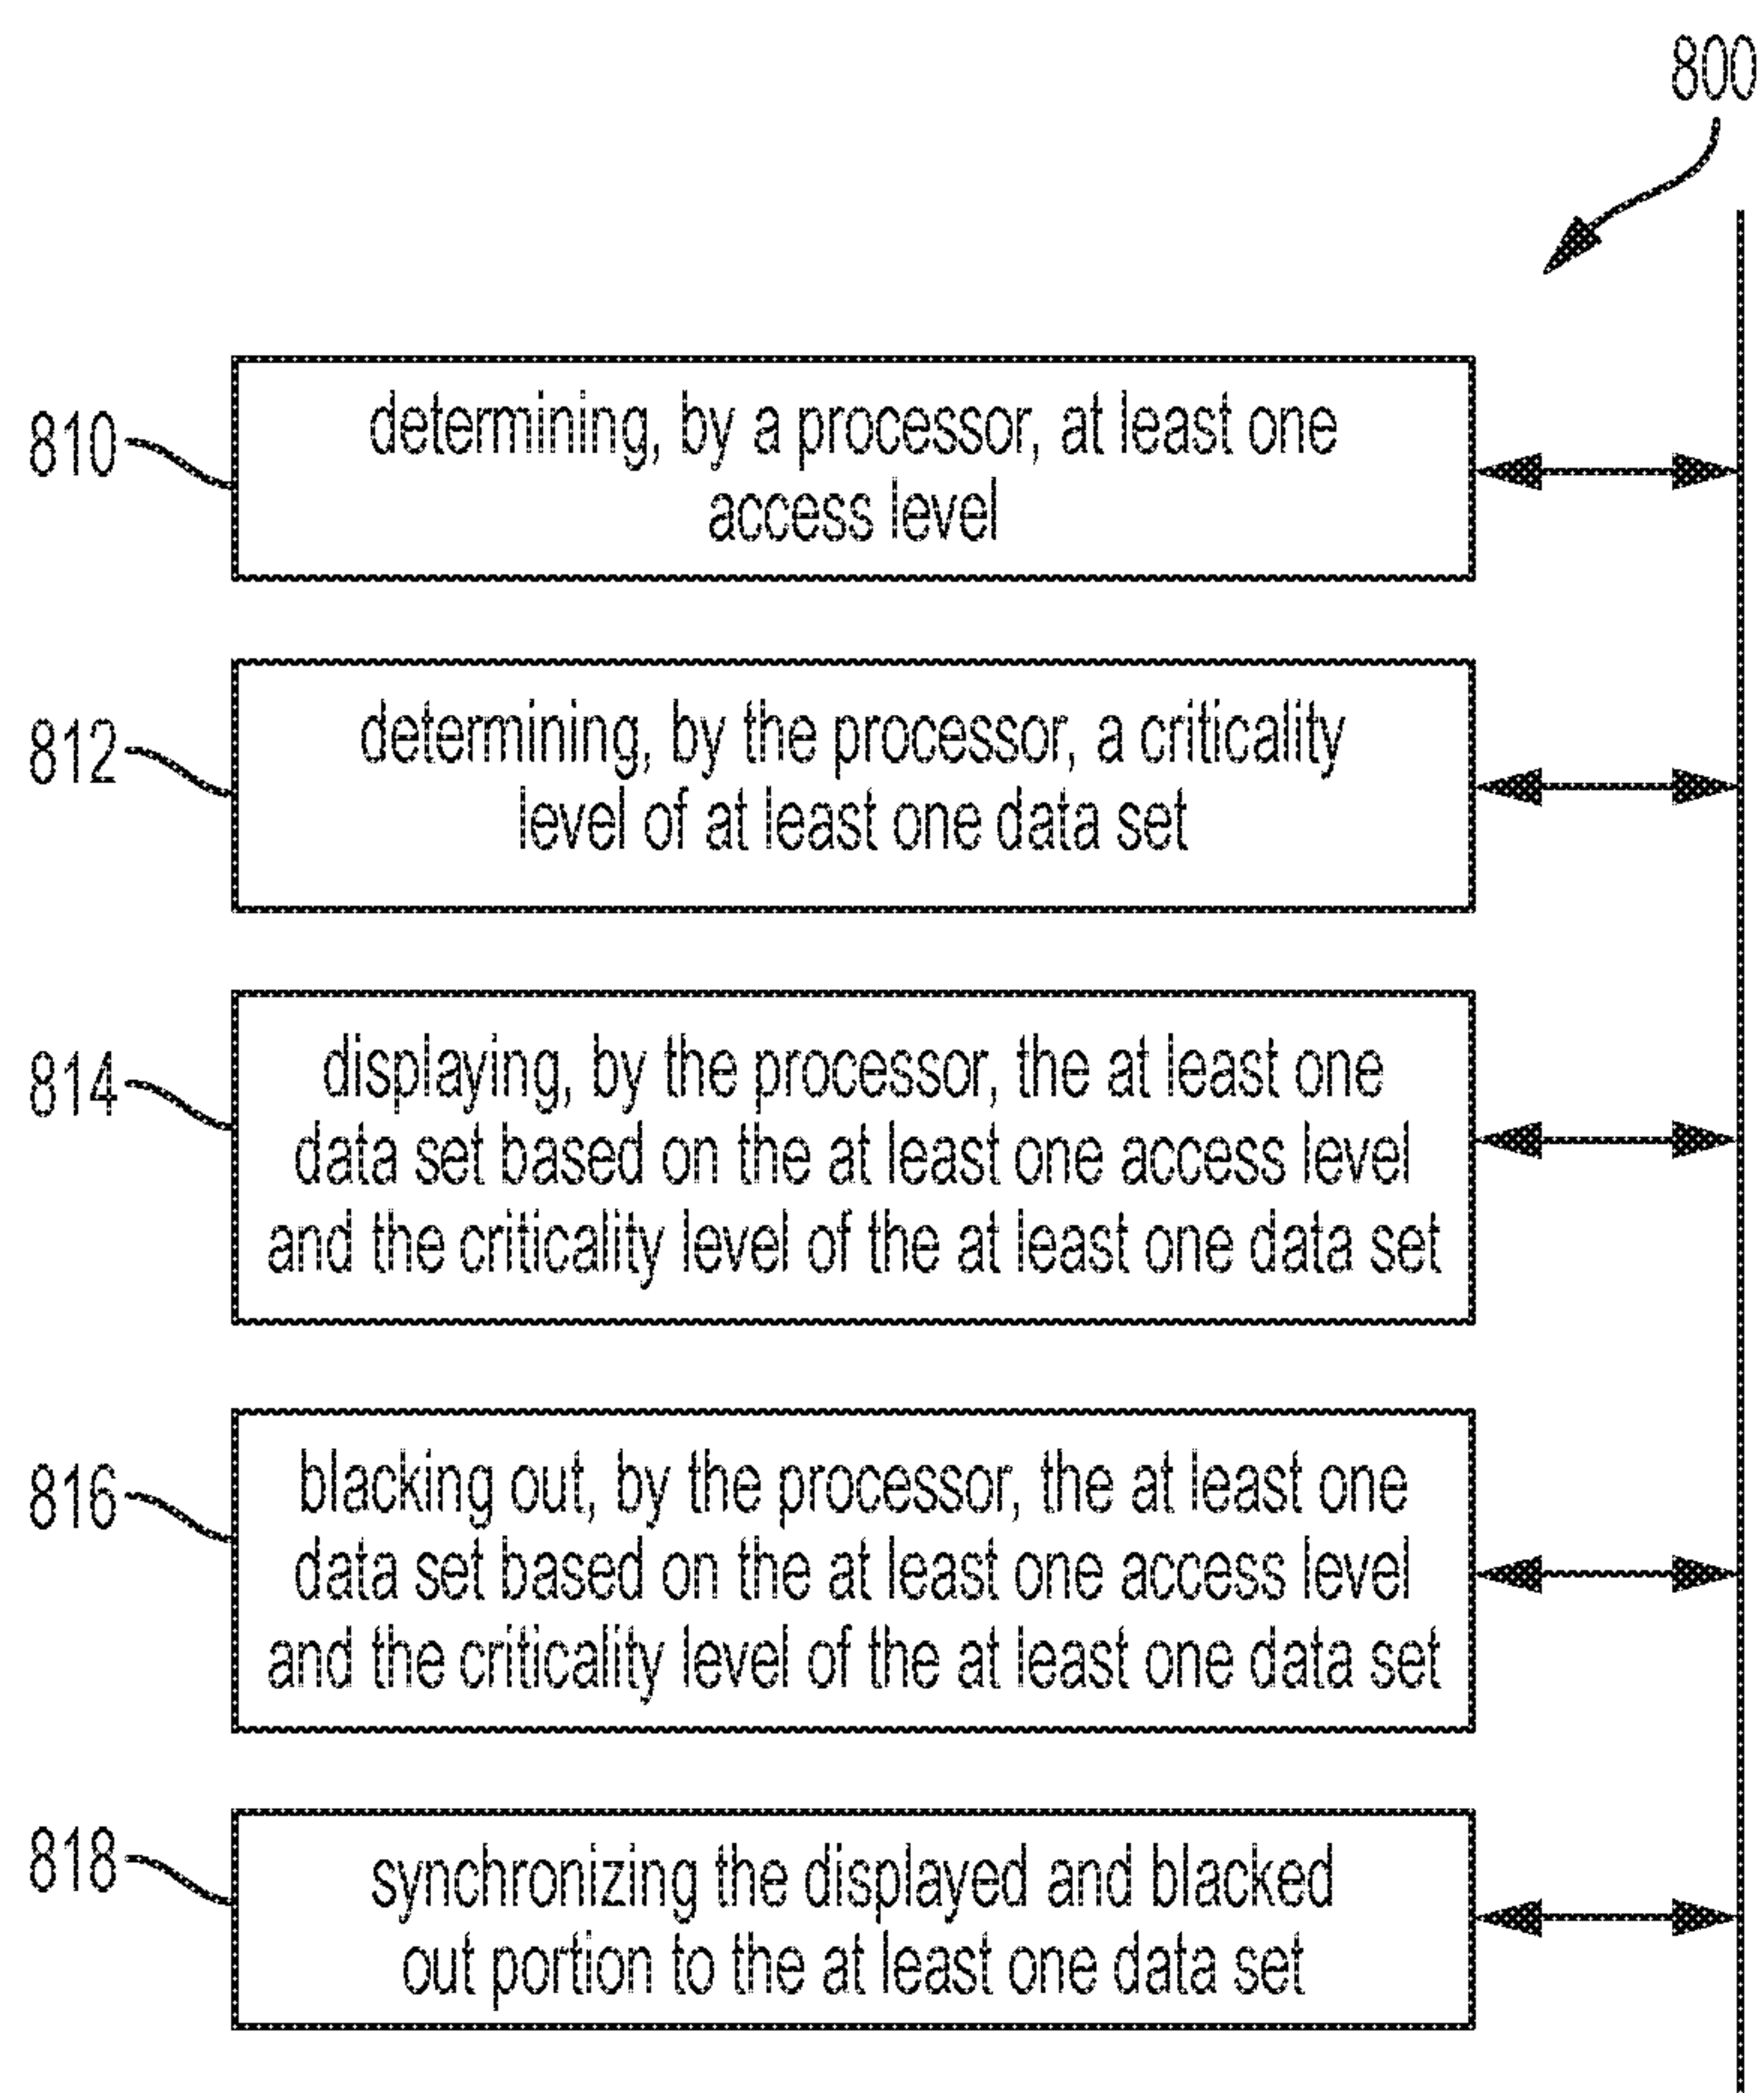 800
810
determining, by a processor, at least one
access level
812
determining, by the processor, a criticality
level of at least one data set
814
displaying, by the processor, the at least one
data set based on the at least one access level
and the criticality level of the at least one data set
816
blacking out, by the processor, the at least one
data set based on the at least one access level
and the criticality level of the at least one data set
818
synchronizing the displayed and blacked
out portion to the at least one data set